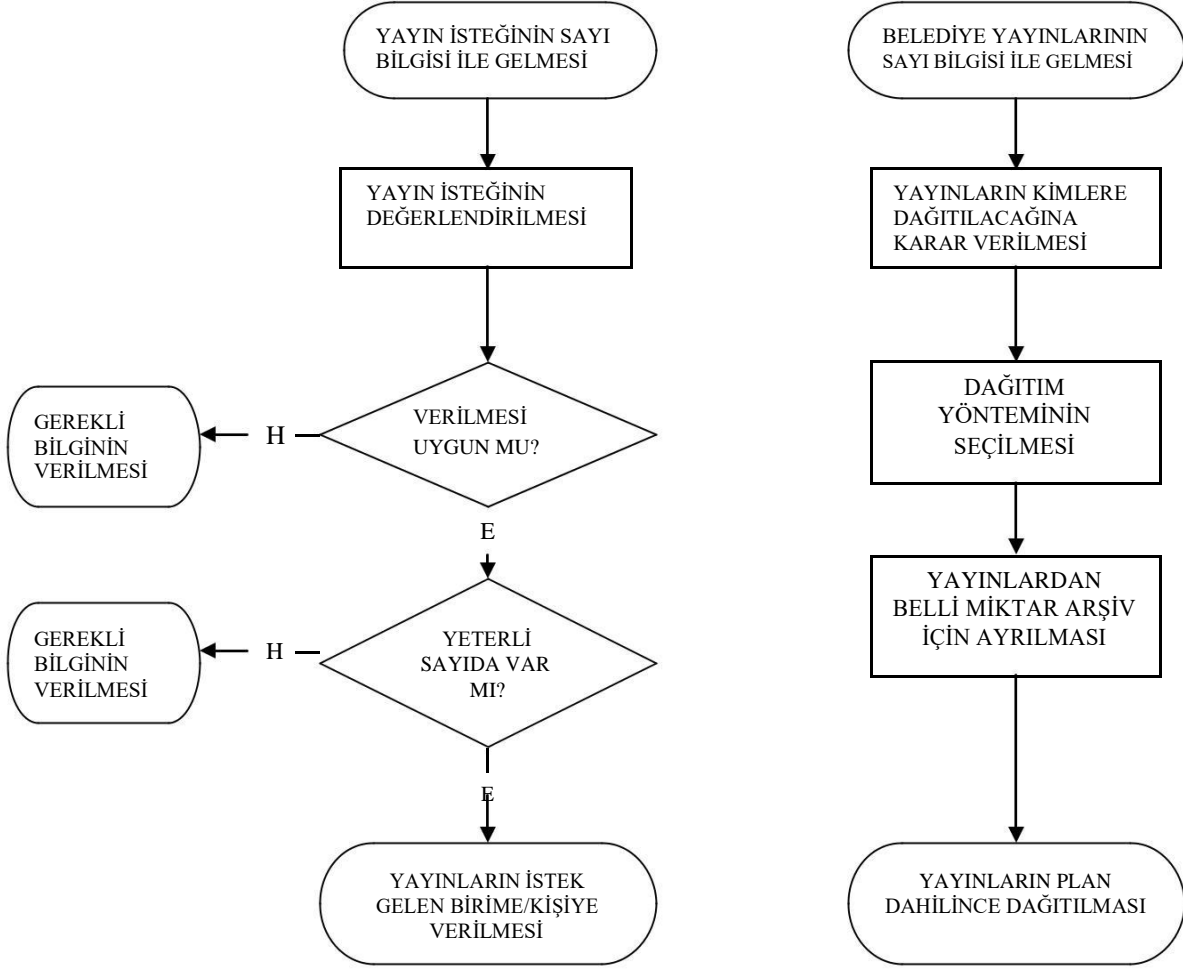 YAYIN İSTEĞİNİN SAYI
BİLGİSİ İLE GELMESİ
YAYIN İSTEĞİNİN
DEĞERLENDİRİLMESİ
VERİLMESİ
UYGUN MU?
H
GEREKLİ
BİLGİNİN
VERİLMESİ
E
YETERLİ
SAYIDA VAR
MI?
H
GEREKLİ
BİLGİNİN
VERİLMESİ
E
YAYINLARIN İSTEK
GELEN BİRİME/KİŞİYE
VERİLMESİ
BELEDİYE YAYINLARININ
SAYI BİLGİSİ İLE GELMESİ
YAYINLARIN KİMLERE
DAĞITILACAĞINA
KARAR VERİLMESİ
DAĞITIM
YÖNTEMİNİN
SEÇİLMESİ
YAYINLARDAN
BELLİ MİKTAR ARŞİV
İÇİN AYRILMASI
YAYINLARIN PLAN
DAHİLİNCE DAĞITILMASI